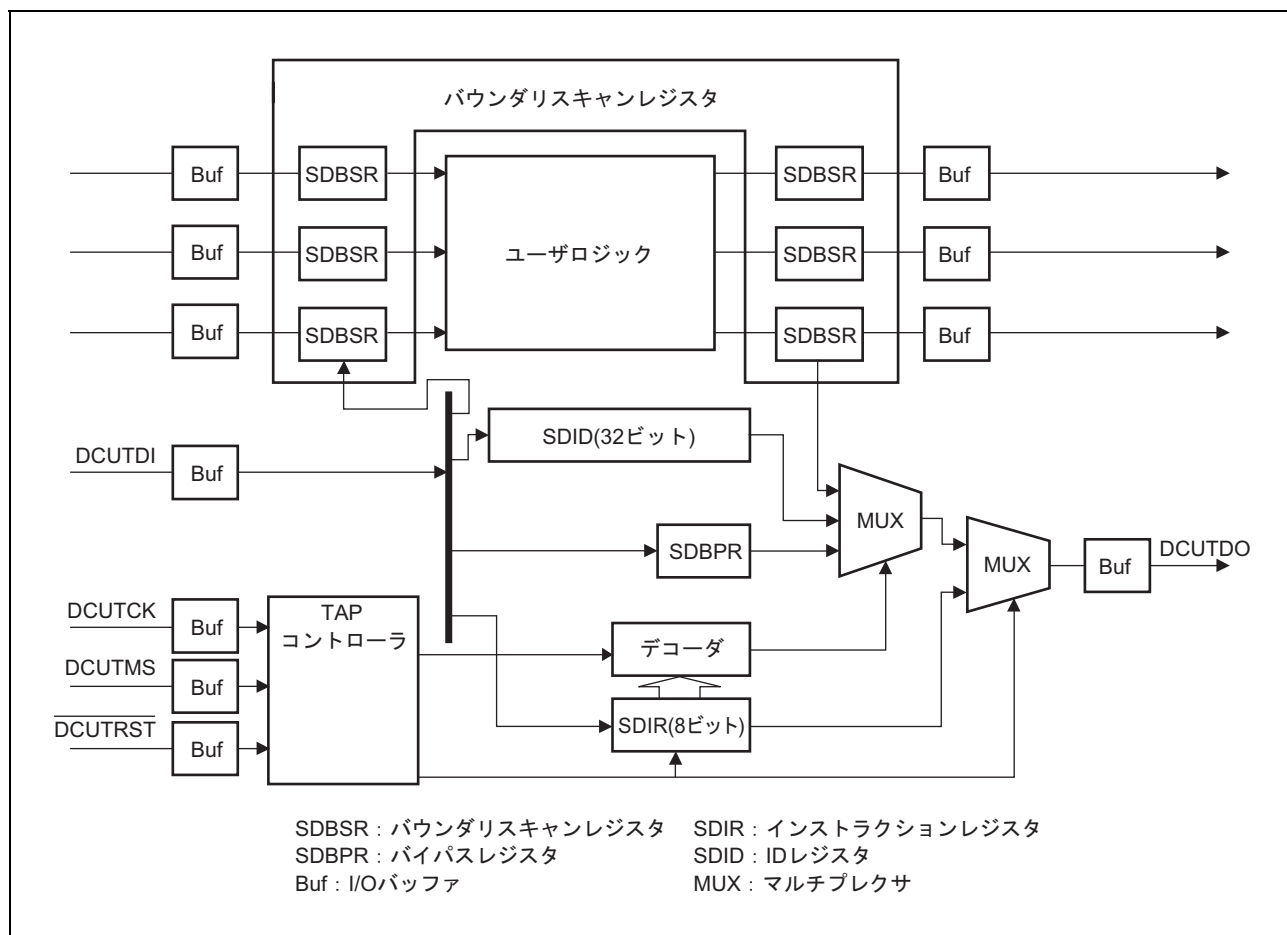 バウンダリスキャンレジスタ
Buf SDBSR SDBSR Buf
Buf SDBSR ユーザロジック SDBSR Buf
Buf SDBSR SDBSR Buf
DCUTDI Buf SDID(32ビット)
MUX
SDBPR MUX Buf DCUTDO
DCUTCK Buf TAP
コントローラ デコーダ
DCUTMS Buf
DCUTRST Buf SDIR(8ビット)
SDBSR：バウンダリスキャンレジスタ SDIR：インストラクションレジスタ
SDBPR：バイパスレジスタ SDID：IDレジスタ
Buf：I/Oバッファ MUX：マルチプレクサ